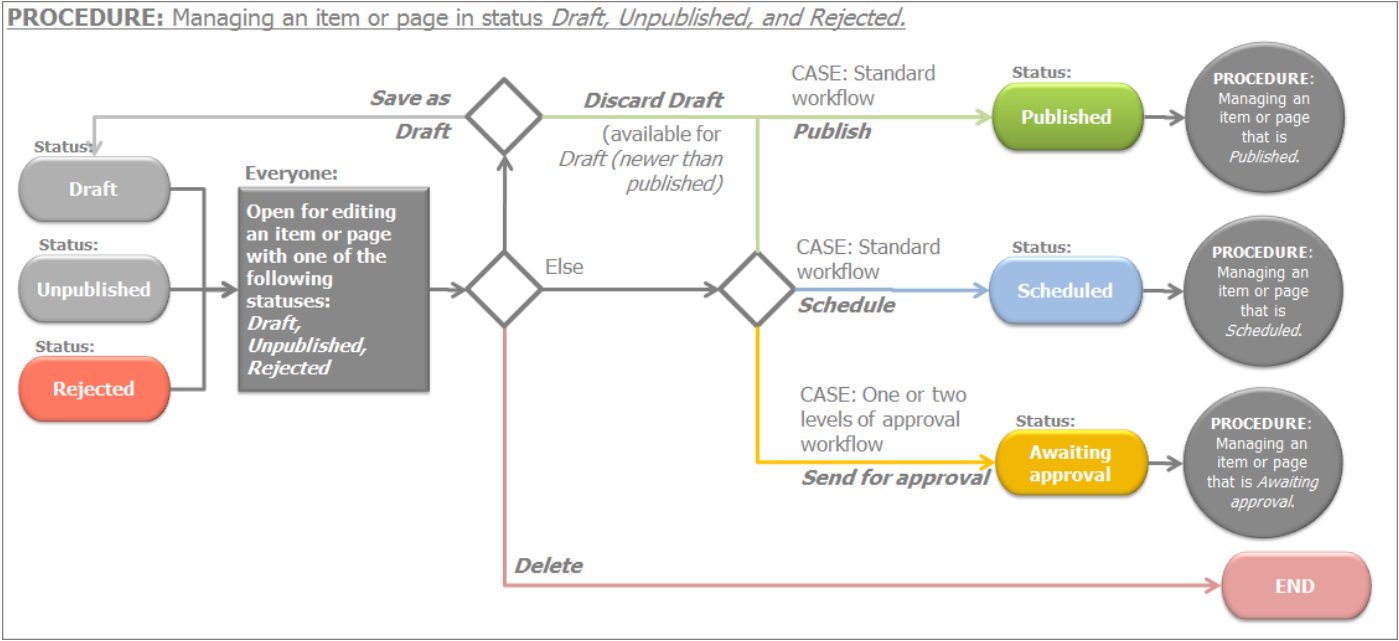 PROCEDURE: Managing an item or page in status Draft, Unpublished, and Rejected.
Status:
Draft
Status:
Unpublished
Status:
Rejected
Everyone:
Open for editing
an item or page
with one of the
following
statuses:
Draft,
Unpublished,
Rejected
Save as
Draft
Discard Draft
(available for
Draft (newer than
published)
Else
Delete
CASE: Standard
workflow
Publish
Status:
Published
PROCEDURE:
Managing an
item or page
that is
Published.
CASE: Standard
workflow
Schedule
Status:
Scheduled
PROCEDURE:
Managing an
item or page
that is
Scheduled.
CASE: One or two
levels of approval
workflow
Send for approval
Status:
Awaiting
approval
PROCEDURE:
Managing an
item or page
that is Awaiting
approval.
END